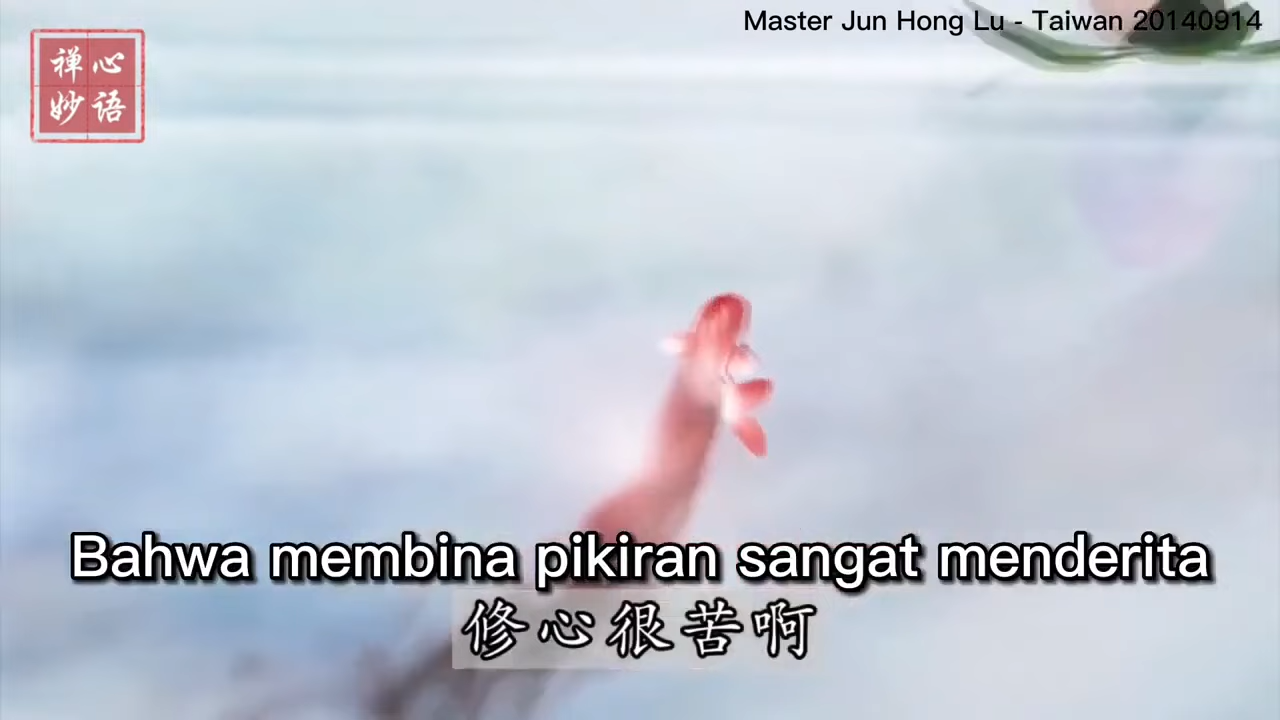 Master Jun Hong Lu - Taiwan 20140914
禅心
妙语
Bahwa membina pikiran sangat menderita
修心很苦啊